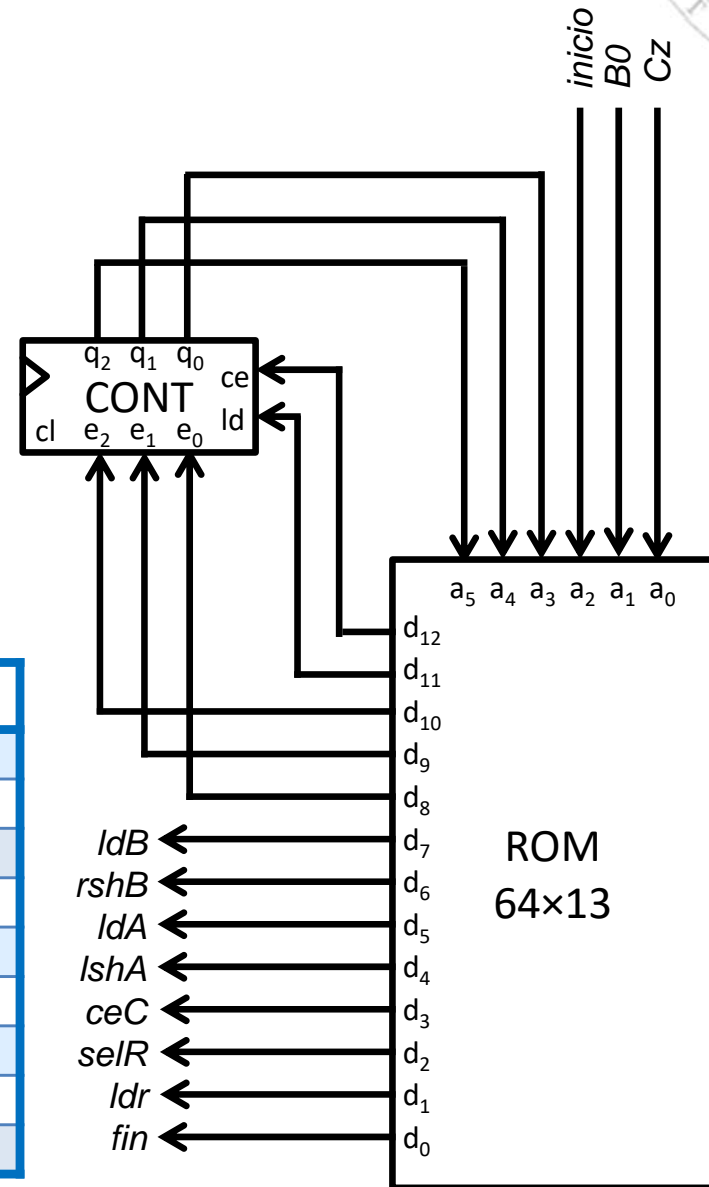 inicio
B0
Cz
q₂ q₁ q₀
ce
CONT
ld
cl e₂ e₁ e₀
a₅ a₄ a₃ a₂ a₁ a₀
d₁₂
d₁₁
d₁₀
d₉
d₈
ldB d₇
ROM
rshB d₆
64×13
ldA d₅
lshA d₄
ceC d₃
selR d₂
ldr d₁
fin d₀